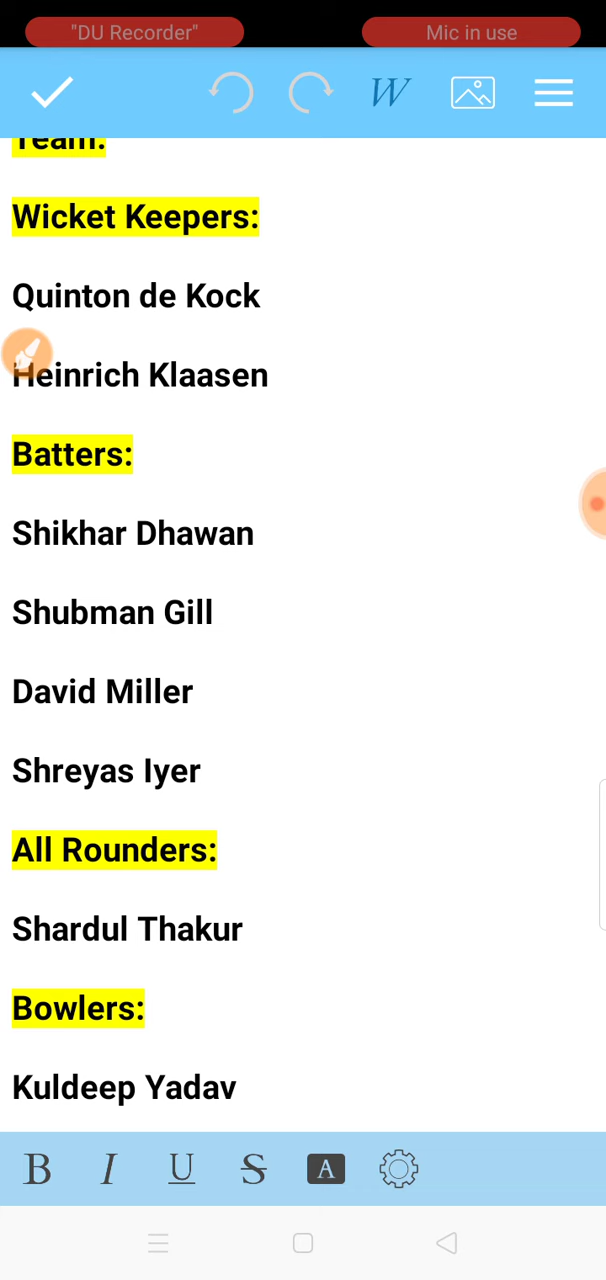 "DU Recorder" Mic in use
W
Team:
Wicket Keepers:
Quinton de Kock
Heinrich Klaasen
Batters:
Shikhar Dhawan
Shubman Gill
David Miller
Shreyas Iyer
All Rounders:
Shardul Thakur
Bowlers:
Kuldeep Yadav
B I U S A